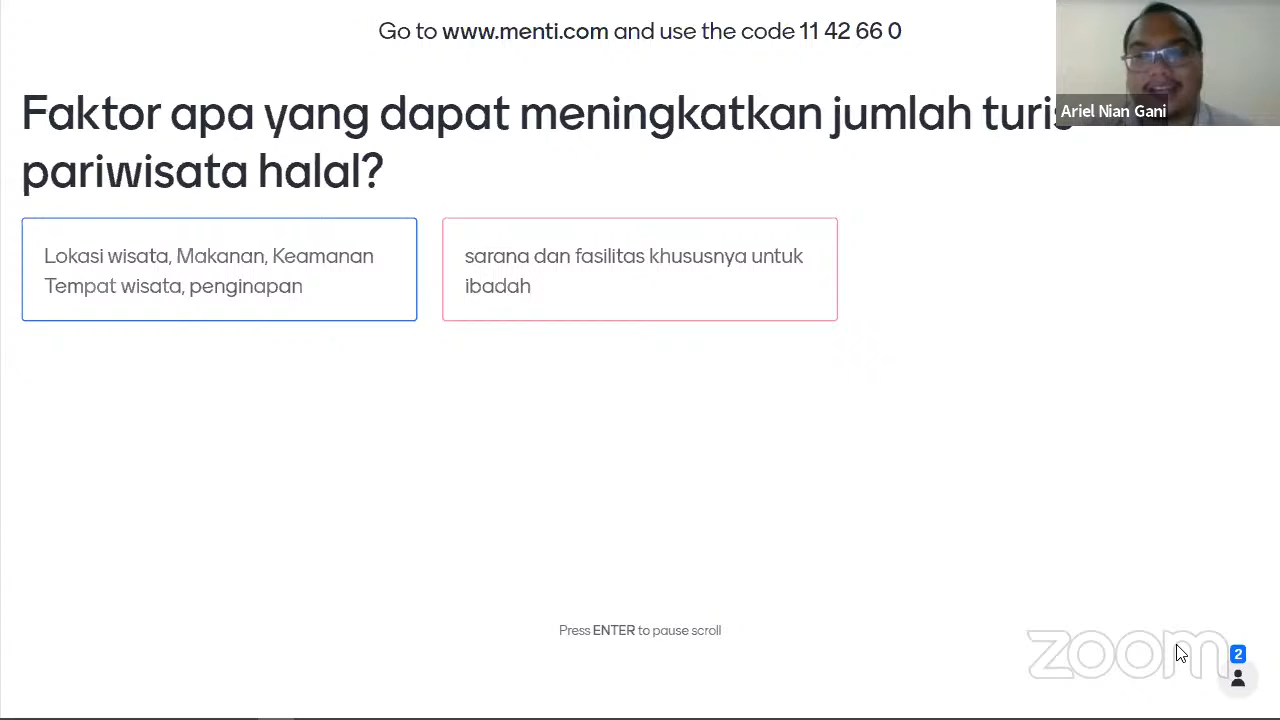 Go to www.menti.com and use the code 11 42 66 0
Faktor apa yang dapat meningkatkan jumlah turis
pariwisata halal?
Ariel Nian Gani
Lokasi wisata, Makanan, Keamanan
Tempat wisata, penginapan
sarana dan fasilitas khususnya untuk
ibadah
Press ENTER to pause scroll
zoom
2